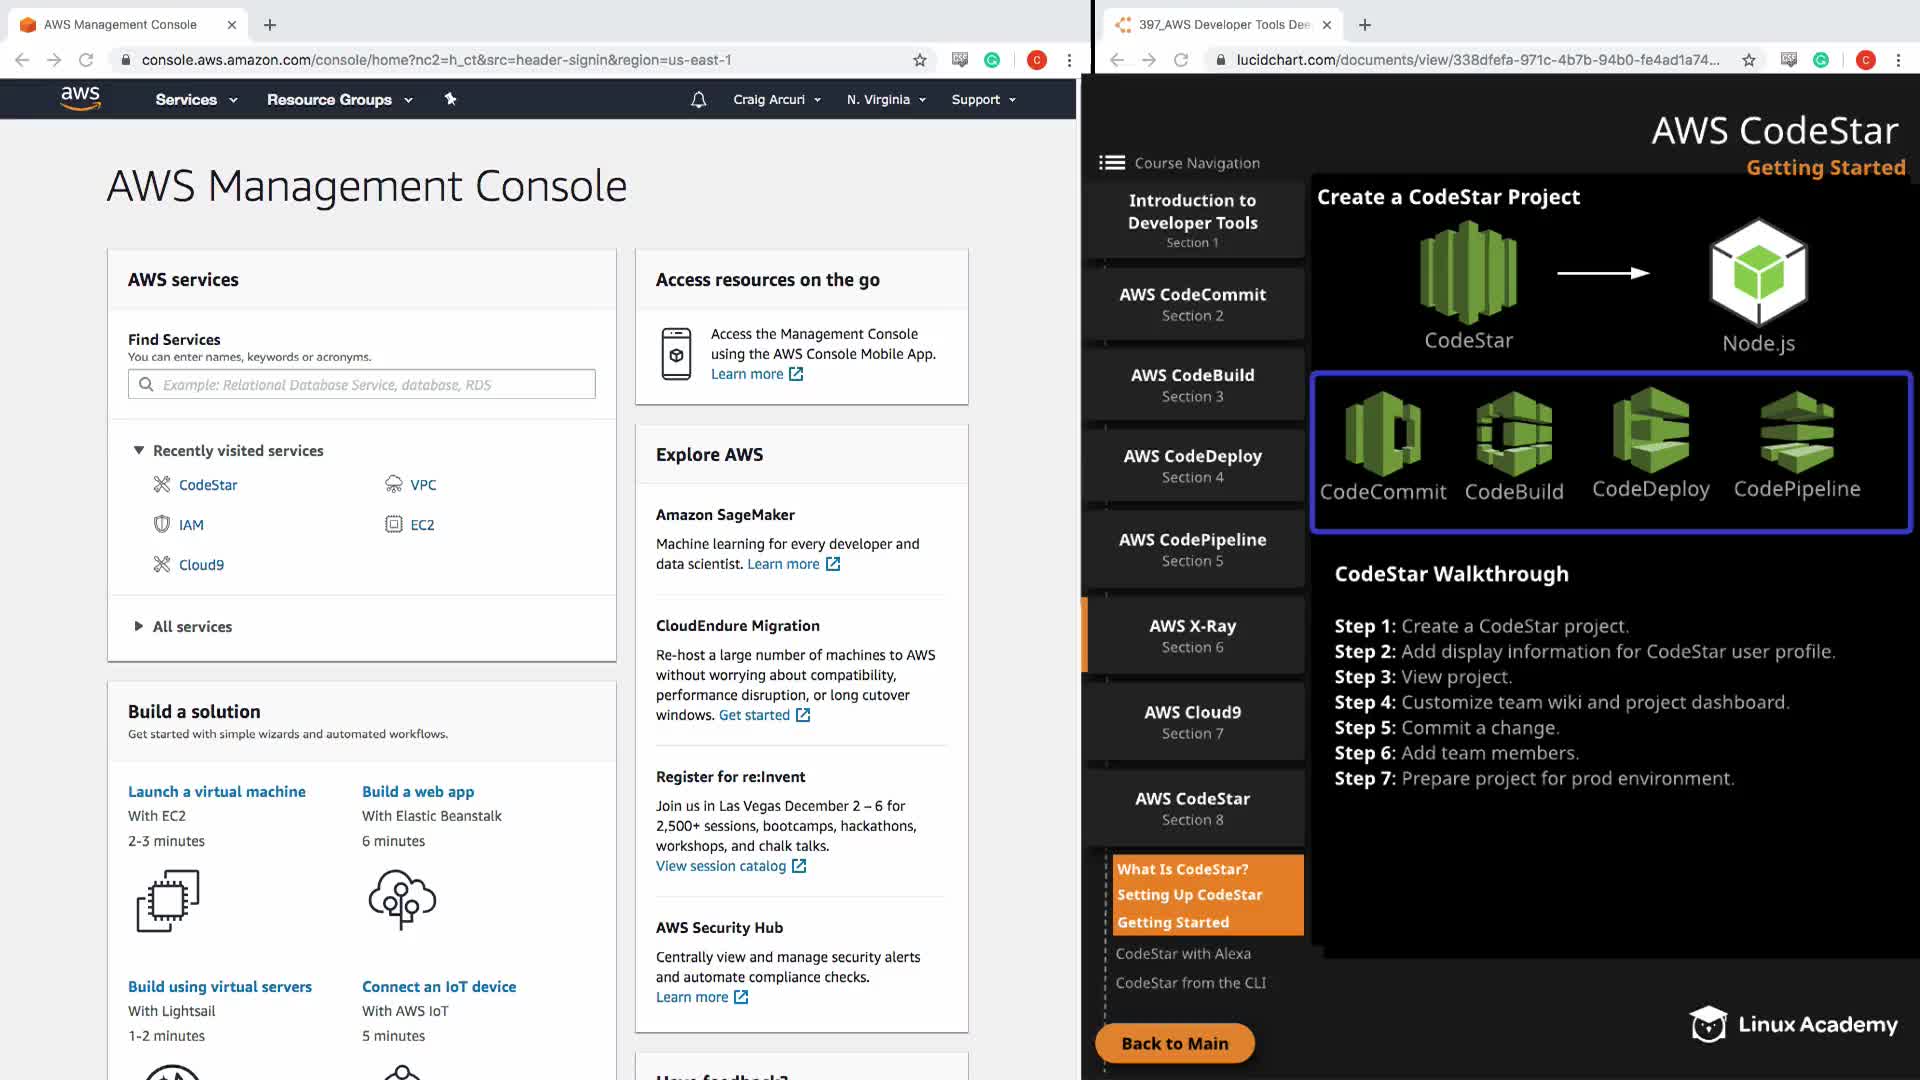 AWS Management Console
console.aws.amazon.com/console/home?nc2=h_ct&src=header-signin&region=us-east-1
C
aws
Services
Resource Groups
Craig Arcuri
N. Virginia
Support
AWS Management Console
AWS services
Find Services
You can enter names, keywords or acronyms.
Example: Relational Database Service, database, RDS
Recently visited services
CodeStar
VPC
IAM
EC2
Cloud9
All services
Build a solution
Get started with simple wizards and automated workflows.
Launch a virtual machine
With EC2
2-3 minutes
Build a web app
With Elastic Beanstalk
6 minutes
Build using virtual servers
With Lightsail
1-2 minutes
Connect an IoT device
With AWS IoT
5 minutes
Access resources on the go
Access the Management Console
using the AWS Console Mobile App.
Learn more
Explore AWS
Amazon SageMaker
Machine learning for every developer and
data scientist. Learn more
CloudEndure Migration
Re-host a large number of machines to AWS
without worrying about compatibility,
performance disruption, or long cutover
windows. Get started
Register for re:Invent
Join us in Las Vegas December 2 – 6 for
2,500+ sessions, bootcamps, hackathons,
workshops, and chalk talks.
View session catalog
AWS Security Hub
Centrally view and manage security alerts
and automate compliance checks.
Learn more
Have feedback?
397_AWS Developer Tools Dee
lucidchart.com/documents/view/338dfefa-971c-4b7b-94b0-fe4ad1a74...
C
AWS CodeStar
Getting Started
Course Navigation
Introduction to
Developer Tools
Section 1
AWS CodeCommit
Section 2
AWS CodeBuild
Section 3
AWS CodeDeploy
Section 4
AWS CodePipeline
Section 5
AWS X-Ray
Section 6
AWS Cloud9
Section 7
AWS CodeStar
Section 8
What Is CodeStar?
Setting Up CodeStar
Getting Started
CodeStar with Alexa
CodeStar from the CLI
Back to Main
Create a CodeStar Project
CodeStar
Node.js
CodeCommit
CodeBuild
CodeDeploy
CodePipeline
CodeStar Walkthrough
Step 1: Create a CodeStar project.
Step 2: Add display information for CodeStar user profile.
Step 3: View project.
Step 4: Customize team wiki and project dashboard.
Step 5: Commit a change.
Step 6: Add team members.
Step 7: Prepare project for prod environment.
Linux Academy